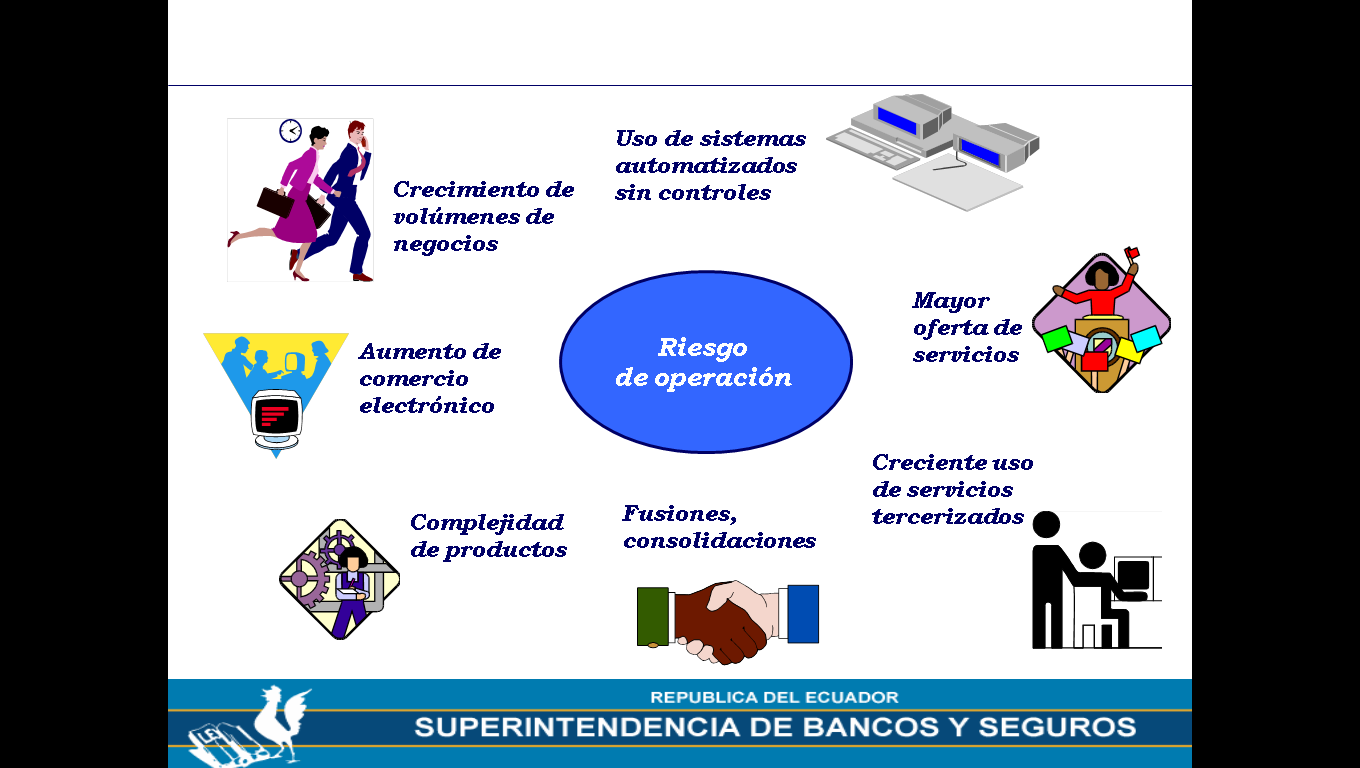 Uso de sistemas
automatizados
sin controles
Crecimiento de
volúmenes de
negocios
Mayor
oferta de
servicios
Riesgo
de operación
Aumento de
comercio
electrónico
Creciente uso
de servicios
tercerizados
Complejidad
de productos
Fusiones,
consolidaciones
REPUBLICA DEL ECUADOR
SUPERINTENDENCIA DE BANCOS Y SEGUROS
LEY